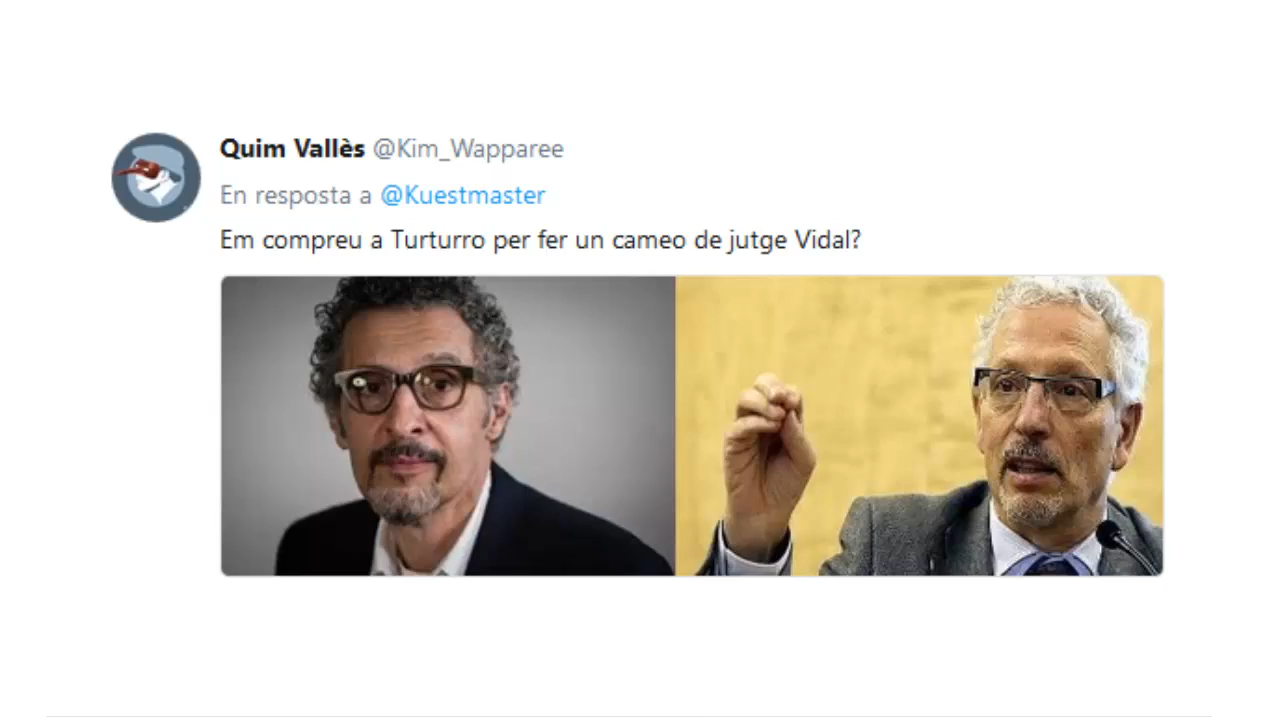 Quim Vallès @Kim_Wapparee
En resposta a @Kuestmaster
Em compreu a Turturro per fer un cameo de jutge Vidal?